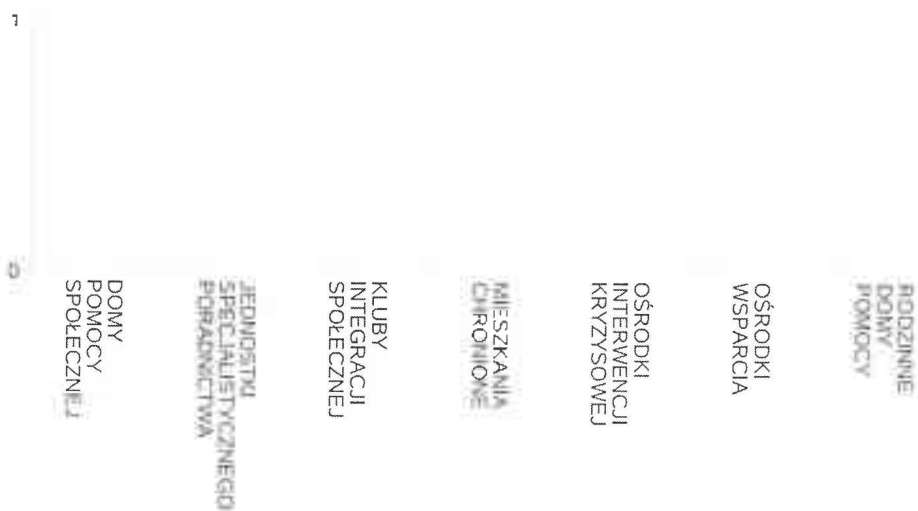 1
0
DOMY
POMOCY
SPOŁECZNEJ
JEDNOSTKI
SPECJALISTYCZNEGO
PORADNICTWA
KLUBY
INTEGRACJI
SPOŁECZNEJ
MIESZKANIA
CHRONIONE
OŚRODKI
INTERWENCJI
KRYZYSOWEJ
OŚRODKI
WSPARCIA
RODZINNE
DOMY
POMOCY